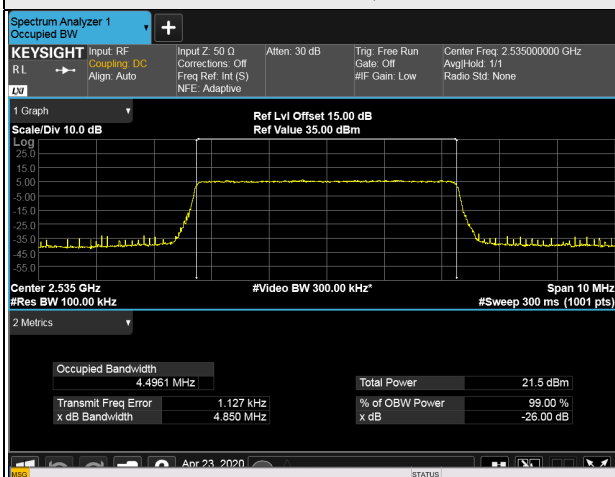 Spectrum Analyzer 1
Occupied BW
+
KEYSIGHT Input: RF Input Z: 50 Ω Atten: 30 dB Trig: Free Run Center Freq: 2.535000000 GHz
RL Coupling: DC Corrections: Off Gate: Off Avg|Hold: 1/1
Align: Auto Freq Ref: Int (S) #IF Gain: Low Radio Std: None
LXI NFE: Adaptive
1 Graph
Ref Lvl Offset 15.00 dB
Scale/Div 10.0 dB Ref Value 35.00 dBm
Log
25.0
15.0
5.00
-5.00
-15.0
-25.0
-35.0
-45.0
-55.0
Center 2.535 GHz #Video BW 300.00 kHz* Span 10 MHz
#Res BW 100.00 kHz #Sweep 300 ms (1001 pts)
2 Metrics
Occupied Bandwidth
4.4961 MHz Total Power 21.5 dBm
Transmit Freq Error 1.127 kHz % of OBW Power 99.00 %
x dB Bandwidth 4.850 MHz x dB -26.00 dB
Apr 23, 2020
MSG STATUS